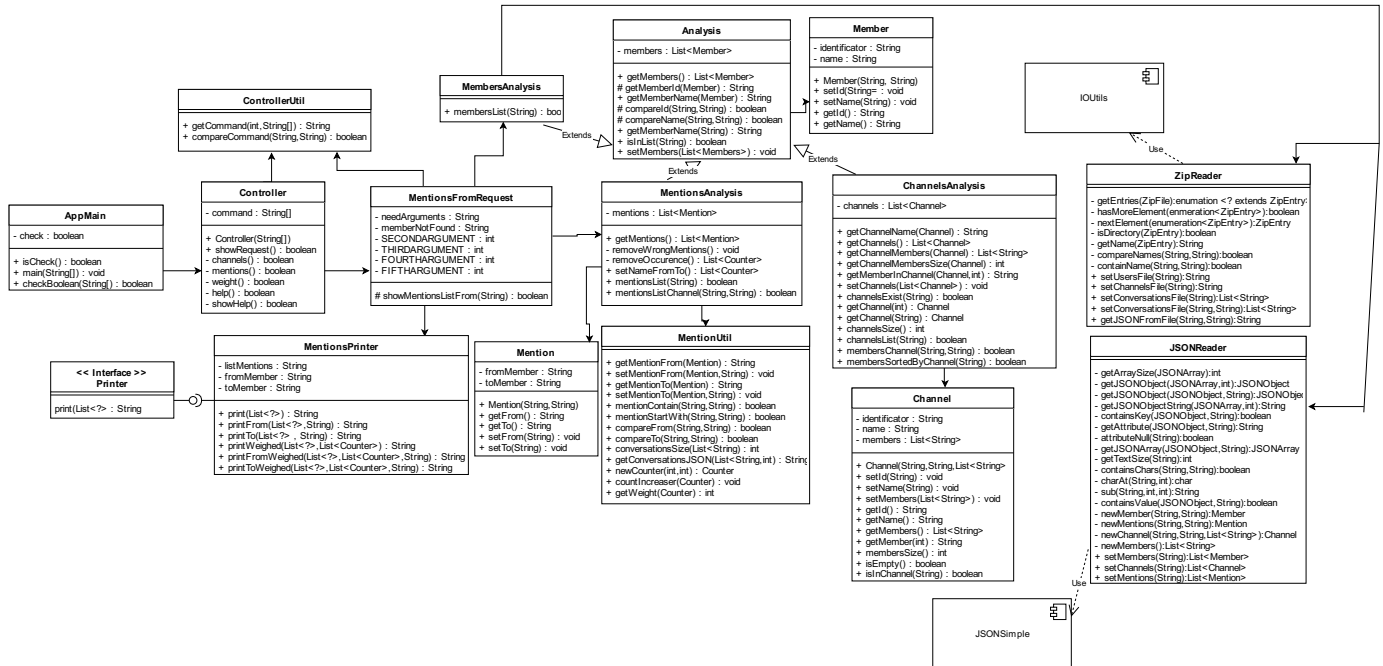 Analysis
- members : List<Member>
+ getMembers() : List<Member>
# getMemberId(Member) : String
+ getMemberName(Member) : String
# compareId(String,String) : boolean
# compareName(String,String) : boolean
+ getMemberName(String) : String
+ isInList(String) : boolean
+ setMembers(List<Members>) : void
Member
- identificator : String
- name : String
+ Member(String, String)
+ setId(String= : void
+ setName(String) : void
+ getId() : String
+ getName() : String
MembersAnalysis
+ membersList(String) : boo
Extends
Extends
Extends
ControllerUtil
+ getCommand(int,String[]) : String
+ compareCommand(String,String) : boolean
IOUtils
Use
AppMain
- check : boolean
+ isCheck() : boolean
+ main(String[]) : void
+ checkBoolean(String[) : boolean
Controller
- command : String[]
+ Controller(String[])
+ showRequest() : boolean
- channels() : boolean
- mentions() : boolean
- weight() : boolean
- help() : boolean
- showHelp() : boolean
MentionsFromRequest
- needArguments : String
- memberNotFound : String
- SECONDARGUMENT : int
- THIRDARGUMENT : int
- FOURTHARGUMENT : int
- FIFTHARGUMENT : int
# showMentionsListFrom(String) : boolean
MentionsAnalysis
- mentions : List<Mention>
+ getMentions() : List<Mention>
- removeWrongMentions() : void
- removeOccurence() : List<Counter>
+ setNameFromTo() : List<Counter>
+ mentionsList(String) : boolean
+ mentionsListChannel(String,String) : boolean
ChannelsAnalysis
- channels : List<Channel>
+ getChannelName(Channel) : String
+ getChannels() : List<Channel>
+ getChannelMembers(Channel) : List<String>
+ getChannelMembersSize(Channel) : int
+ getMemberInChannel(Channel,int) : String
+ setChannels(List<Channel>) : void
+ channelsExist(String) : boolean
+ getChannel(int) : Channel
+ getChannel(String) : Channel
+ channelsSize() : int
+ channelsList(String) : boolean
+ membersChannel(String,String) : boolean
+ membersSortedByChannel(String) : boolean
ZipReader
- getEntries(ZipFile):enumation <? extends ZipEntry:
- hasMoreElement(enmeration<ZipEntry>):boolean
- nextElement(enumeration<ZipEntry>):ZipEntry
- isDirectory(ZipEntry):boolean
- getName(ZipEntry):String
- compareNames(String,String):boolean
- containName(String,String):boolean
+ setUsersFile(String):String
+ setChannelsFile(String):String
+ setConversationsFile(String):List<String>
+ setConversationsFile(String,String):List<String>
+ getJSONFromFile(String,String):String
<< Interface >>
Printer
print(List<?> : String
MentionsPrinter
- listMentions : String
- fromMember : String
- toMember : String
+ print(List<?>) : String
+ printFrom(List<?>,String) : String
+ printTo(List<?> ,String) : String
+ printWeighed(List<?>,List<Counter>) : String
+ printFromWeighed(List<?>,List<Counter>,String) : String
+ printToWeighed(List<?>,List<Counter>,String) : String
Mention
- fromMember : String
- toMember : String
+ Mention(String,String)
+ getFrom() : String
+ getTo() : String
+ setFrom(String) : void
+ setTo(String) : void
MentionUtil
+ getMentionFrom(Mention) : String
+ setMentionFrom(Mention,String) : void
+ getMentionTo(Mention) : String
+ setMentionTo(Mention,String) : void
+ mentionContain(String,String) : boolean
+ mentionStartWith(String,String) : boolean
+ compareFrom(String,String) : boolean
+ compareTo(String,String) : boolean
+ conversationsSize(List<String) : int
+ getConversationsJSON(List<String,int) : String
+ newCounter(int,int) : Counter
+ countIncreaser(Counter) : void
+ getWeight(Counter) : int
Channel
- identificator : String
- name : String
- members : List<String>
+ Channel(String,String,List<String>
+ setId(String) : void
+ setName(String) : void
+ setMembers(List<String>) : void
+ getId() : String
+ getName() : String
+ getMembers() : List<String>
+ getMember(int) : String
+ membersSize() : int
+ isEmpty() : boolean
+ isInChannel(String) : boolean
JSONReader
- getArraySize(JSONArray):int
- getJSONObject(JSONArray,int):JSONObject
- getJSONObject(JSONObject,String):JSONObjec
- getJSONObjectString(JSONArray,int):String
- containsKey(JSONObject,String):boolean
- getAttribute(JSONObject,String):String
- attributeNull(String):boolean
- getJSONArray(JSONObject,String):JSONArray
- getTextSize(String):int
- containsChars(String,String):boolean
- charAt(String,int):char
- sub(String,int,int):String
- containsValue(JSONObject,String):boolean
- newMember(String,String):Member
- newMentions(String,String):Mention
- newChannel(String,String,List<String>):Channel
- newMembers():List<String>
+ setMembers(String):List<Member>
+ setChannels(String):List<Channel>
+ setMentions(String):List<Mention>
Use
JSONSimple